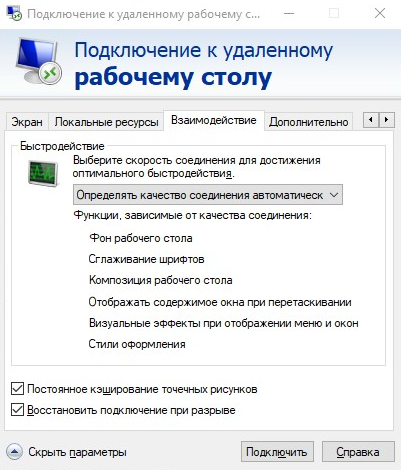 Подключение к удаленному рабочему с...
Подключение к удаленному
рабочему столу
Экран Локальные ресурсы Взаимодействие Дополнительно
Быстродействие
Выберите скорость соединения для достижения
оптимального быстродействия.
Определять качество соединения автоматическ
Функции, зависимые от качества соединения:
Фон рабочего стола
Сглаживание шрифтов
Композиция рабочего стола
Отображать содержимое окна при перетаскивании
Визуальные эффекты при отображении меню и окон
Стили оформления
Постоянное кэширование точечных рисунков
Восстановить подключение при разрыве
Скрыть параметры Подключить Справка